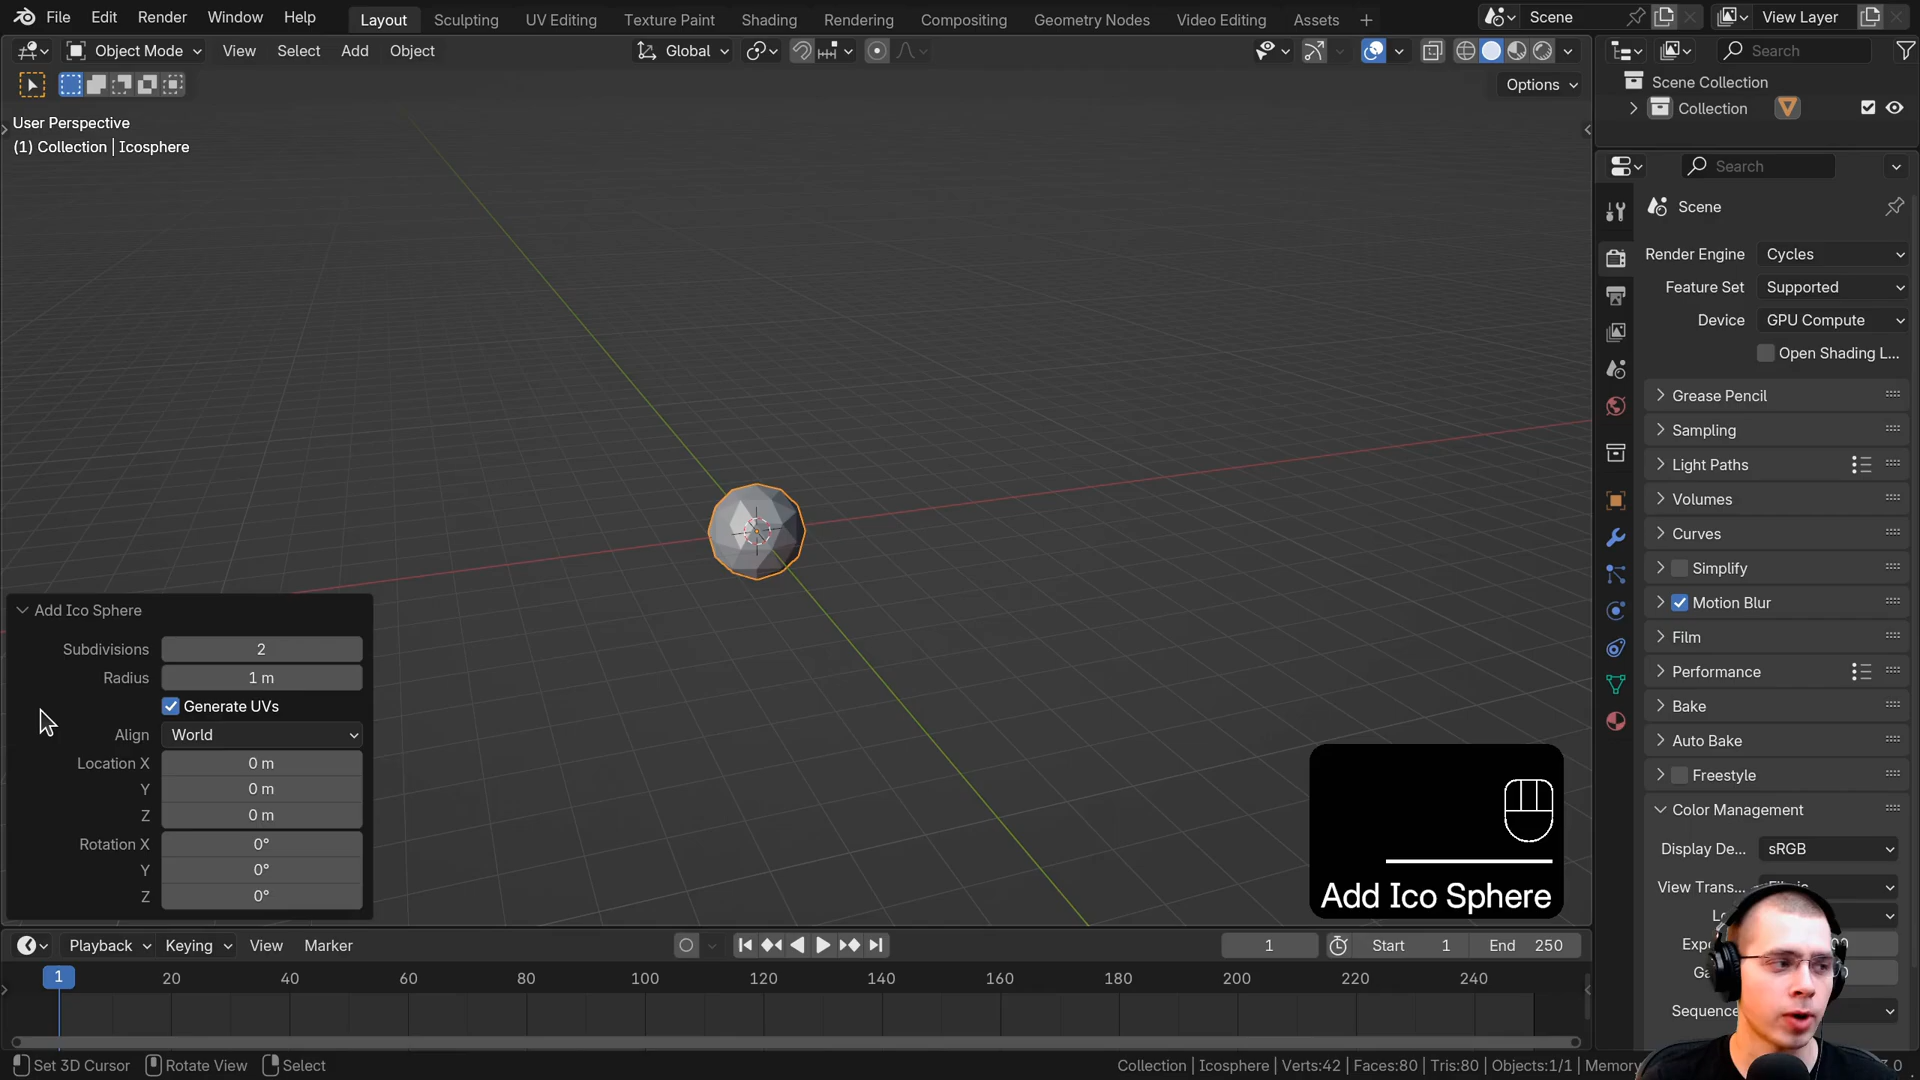 File Edit Render Window Help Layout Sculpting UV Editing Texture Paint Shading Rendering Compositing Geometry Nodes Video Editing Assets Scene View Layer
Object Mode View Select Add Object Global Search
Options
Scene Collection
Collection
User Perspective
(1) Collection | Icosphere
Search
Scene
Render Engine Cycles
Feature Set Supported
Device GPU Compute
Open Shading L...
Grease Pencil
Sampling
Light Paths
Volumes
Curves
Simplify
Motion Blur
Film
Performance
Bake
Auto Bake
Freestyle
Color Management
Display De... sRGB
View Trans...
Sequence
Add Ico Sphere
Subdivisions 2
Radius 1 m
Generate UVs
Align World
Location X 0 m
Y 0 m
Z 0 m
Rotation X 0°
Y 0°
Z 0°
Add Ico Sphere
Playback Keying View Marker 1 Start 1 End 250
1 20 40 60 80 100 120 140 160 180 200 220 240
Set 3D Cursor Rotate View Select Collection | Icosphere | Verts:42 | Faces:80 | Tris:80 | Objects:1/1 | Memory